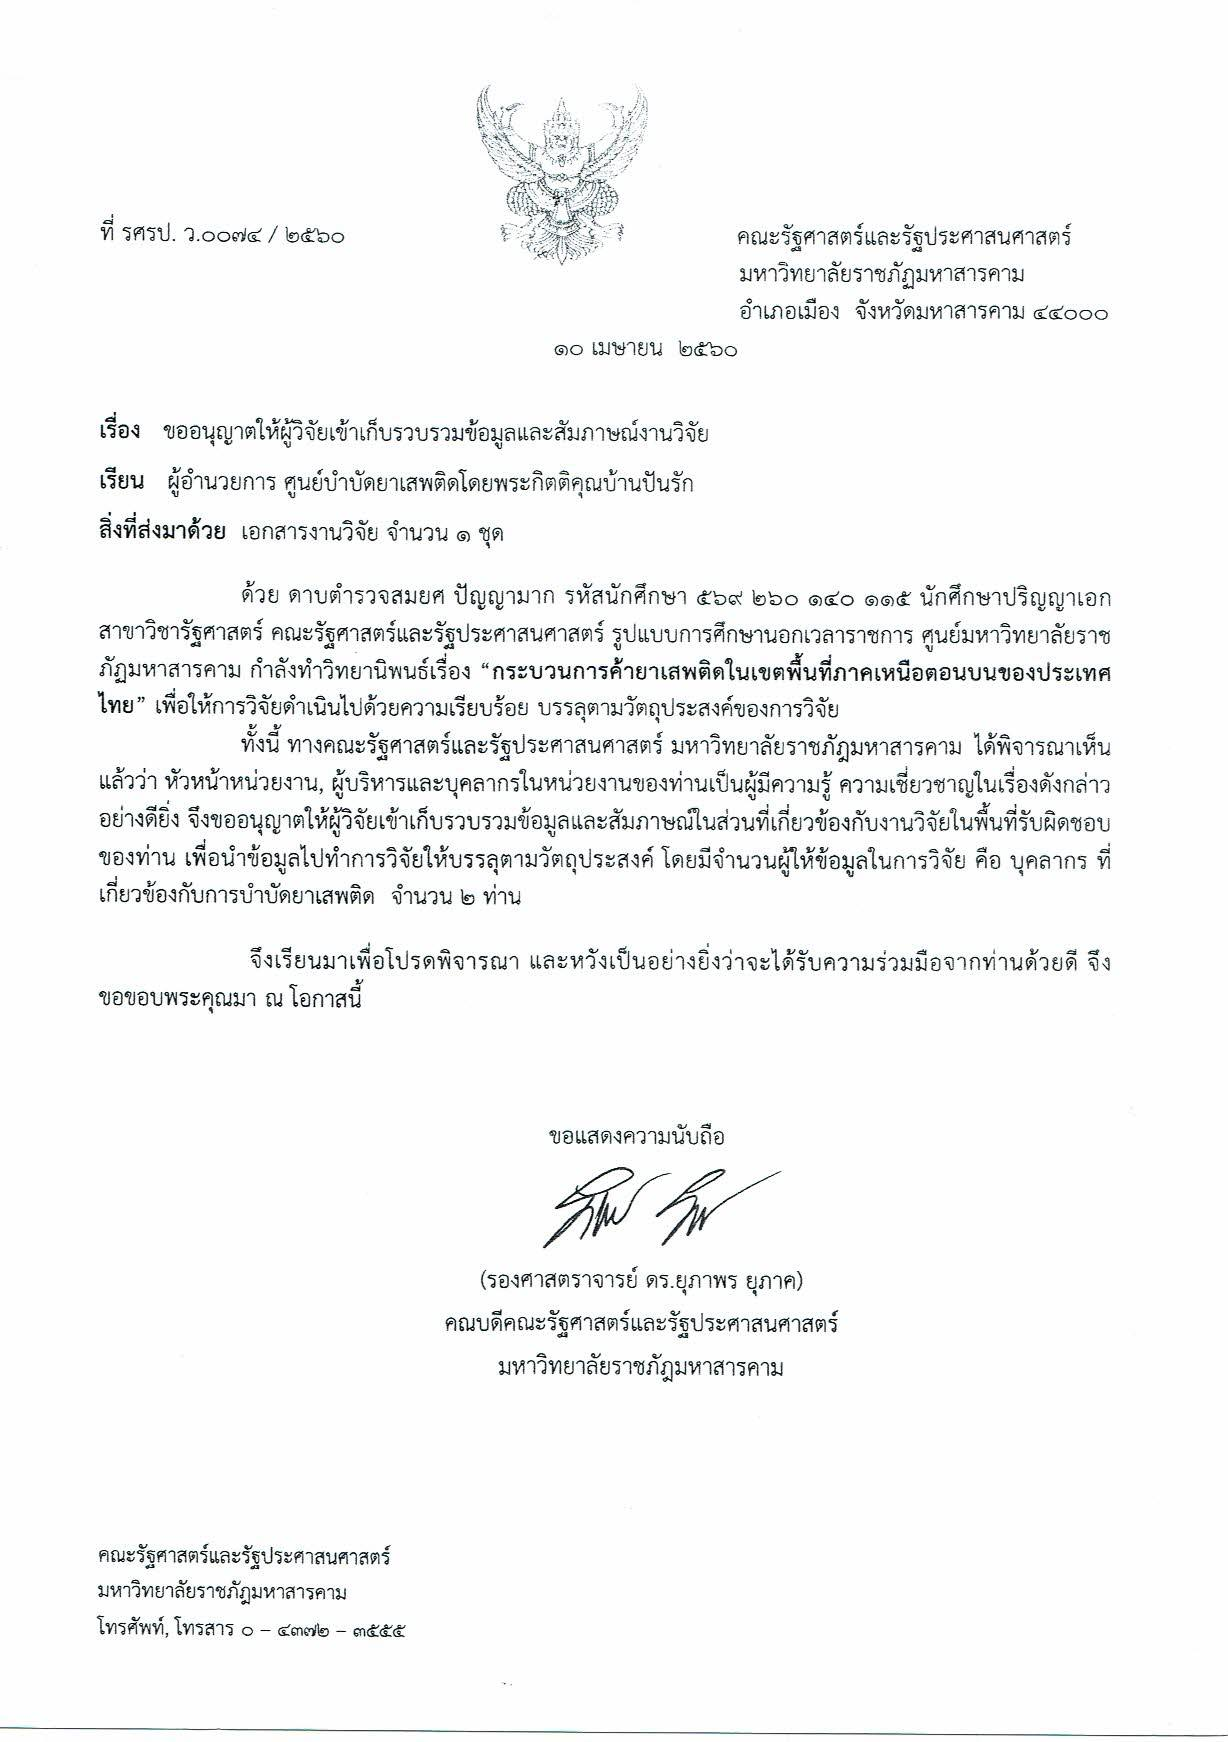 ที่ รศรป. ว.๐๐๗๔ / ๒๕๖๐
คณะรัฐศาสตร์และรัฐประศาสนศาสตร์
มหาวิทยาลัยราชภัฏมหาสารคาม
อำเภอเมือง จังหวัดมหาสารคาม ๔๔๐๐๐
๑๐ เมษายน ๒๕๖๐
เรื่อง ขออนุญาตให้ผู้วิจัยเข้าเก็บรวบรวมข้อมูลและสัมภาษณ์งานวิจัย
เรียน ผู้อำนวยการ ศูนย์บำบัดยาเสพติดโดยพระกิตติคุณบ้านปันรัก
สิ่งที่ส่งมาด้วย เอกสารงานวิจัย จำนวน ๑ ชุด
ด้วย ดาบตำรวจสมยศ ปัญญามาก รหัสนักศึกษา ๕๖๙ ๒๖๐ ๑๔๐ ๑๑๕ นักศึกษาปริญญาเอก
สาขาวิชารัฐศาสตร์ คณะรัฐศาสตร์และรัฐประศาสนศาสตร์ รูปแบบการศึกษานอกเวลาราชการ ศูนย์มหาวิทยาลัยราช
ภัฏมหาสารคาม กำลังทำวิทยานิพนธ์เรื่อง “กระบวนการค้ายาเสพติดในเขตพื้นที่ภาคเหนือตอนบนของประเทศ
ไทย” เพื่อให้การวิจัยดำเนินไปด้วยความเรียบร้อย บรรลุตามวัตถุประสงค์ของการวิจัย
ทั้งนี้ ทางคณะรัฐศาสตร์และรัฐประศาสนศาสตร์ มหาวิทยาลัยราชภัฏมหาสารคาม ได้พิจารณาเห็น
แล้วว่า หัวหน้าหน่วยงาน, ผู้บริหารและบุคลากรในหน่วยงานของท่านเป็นผู้มีความรู้ ความเชี่ยวชาญในเรื่องดังกล่าว
อย่างดียิ่ง จึงขออนุญาตให้ผู้วิจัยเข้าเก็บรวบรวมข้อมูลและสัมภาษณ์ในส่วนที่เกี่ยวข้องกับงานวิจัยในพื้นที่รับผิดชอบ
ของท่าน เพื่อนำข้อมูลไปทำการวิจัยให้บรรลุตามวัตถุประสงค์ โดยมีจำนวนผู้ให้ข้อมูลในการวิจัย คือ บุคลากร ที่
เกี่ยวข้องกับการบำบัดยาเสพติด จำนวน ๒ ท่าน
จึงเรียนมาเพื่อโปรดพิจารณา และหวังเป็นอย่างยิ่งว่าจะได้รับความร่วมมือจากท่านด้วยดี จึง
ขอขอบพระคุณมา ณ โอกาสนี้
ขอแสดงความนับถือ
(รองศาสตราจารย์ ดร.ยุภาพร ยุภาศ)
คณบดีคณะรัฐศาสตร์และรัฐประศาสนศาสตร์
มหาวิทยาลัยราชภัฏมหาสารคาม
คณะรัฐศาสตร์และรัฐประศาสนศาสตร์
มหาวิทยาลัยราชภัฏมหาสารคาม
โทรศัพท์, โทรสาร ๐ – ๔๓๗๒ – ๓๕๕๕